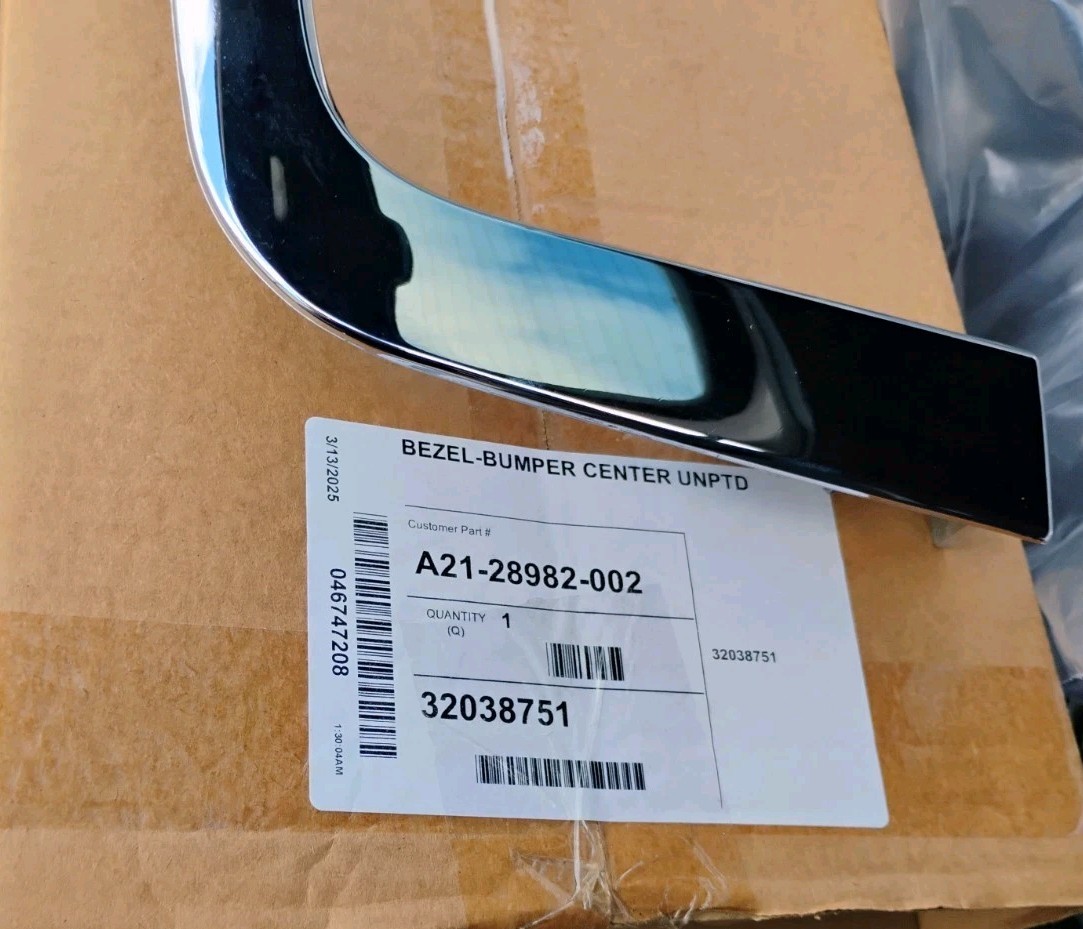 BEZEL-BUMPER CENTER UNPTD
3/13/2025
046747208
1:30:04AM
Customer Part #
A21-28982-002
QUANTITY 1
(Q)
32038751
32038751